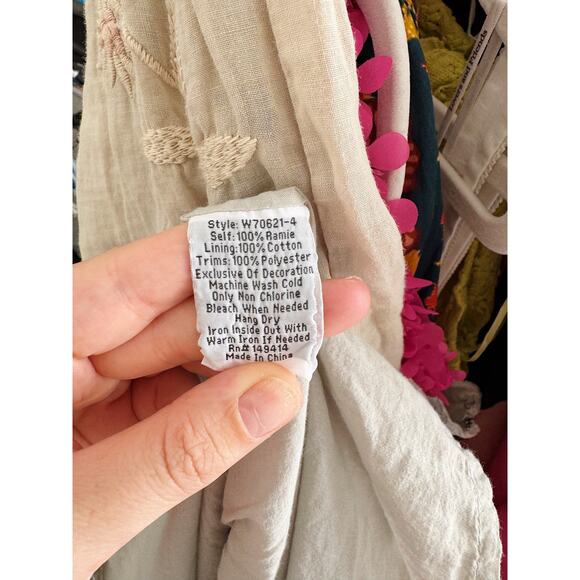 Style: W70621-4
Self: 100% Ramie
Lining: 100% Cotton
Trims: 100% Polyester
Exclusive Of Decoration
Machine Wash Cold
Only Non Chlorine
Bleach When Needed
Hang Dry
Iron Inside Out With
Warm Iron If Needed
Rn# 149414
Made In China
and Friends